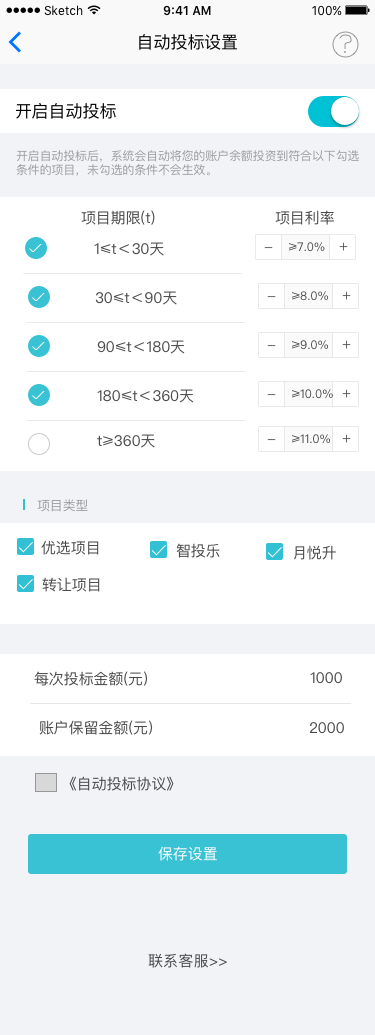 Sketch 9:41 AM 100%
自动投标设置 ?
开启自动投标
开启自动投标后，系统会自动将您的账户余额投资到符合以下勾选
条件的项目，未勾选的条件不会生效。
项目期限(t) 项目利率
1≤t＜30天 − ≥7.0% +
30≤t＜90天 − ≥8.0% +
90≤t＜180天 − ≥9.0% +
180≤t＜360天 − ≥10.0% +
t≥360天 − ≥11.0% +
项目类型
优选项目 智投乐 月悦升
转让项目
每次投标金额(元) 1000
账户保留金额(元) 2000
《自动投标协议》
保存设置
联系客服>>